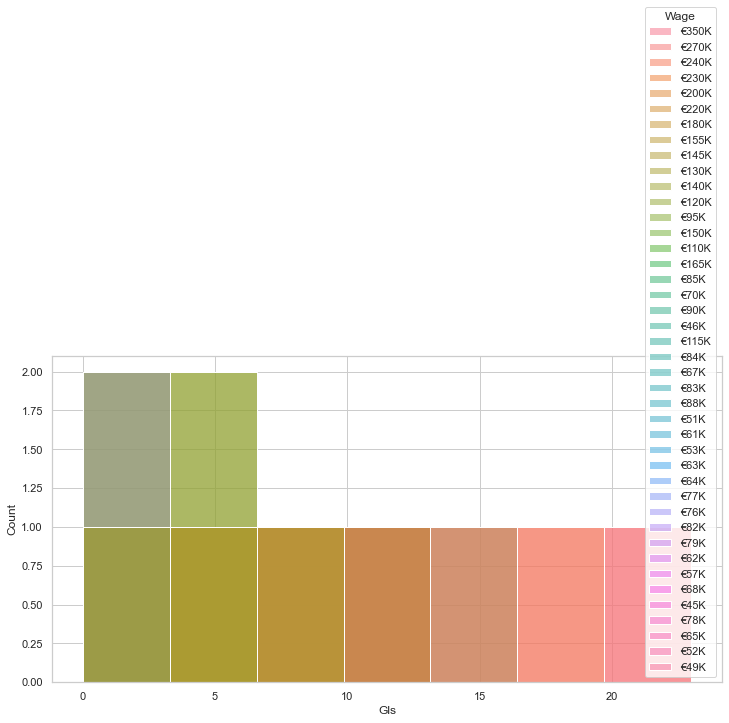 Wage
€350K
€270K
€240K
€230K
€200K
€220K
€180K
€155K
€145K
€130K
€140K
€120K
€95K
€150K
€110K
€165K
€85K
€70K
€90K
€46K
€115K
€84K
€67K
€83K
€88K
€51K
€61K
€53K
€63K
€64K
€77K
€76K
€82K
€79K
€62K
€57K
€68K
€45K
€78K
€65K
€52K
€49K
2.00
1.75
1.50
1.25
1.00
0.75
0.50
0.25
0.00
Count
0 5 10 15 20
Gls